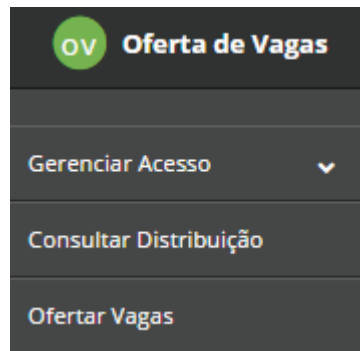 ov Oferta de Vagas
Gerenciar Acesso
Consultar Distribuição
Ofertar Vagas